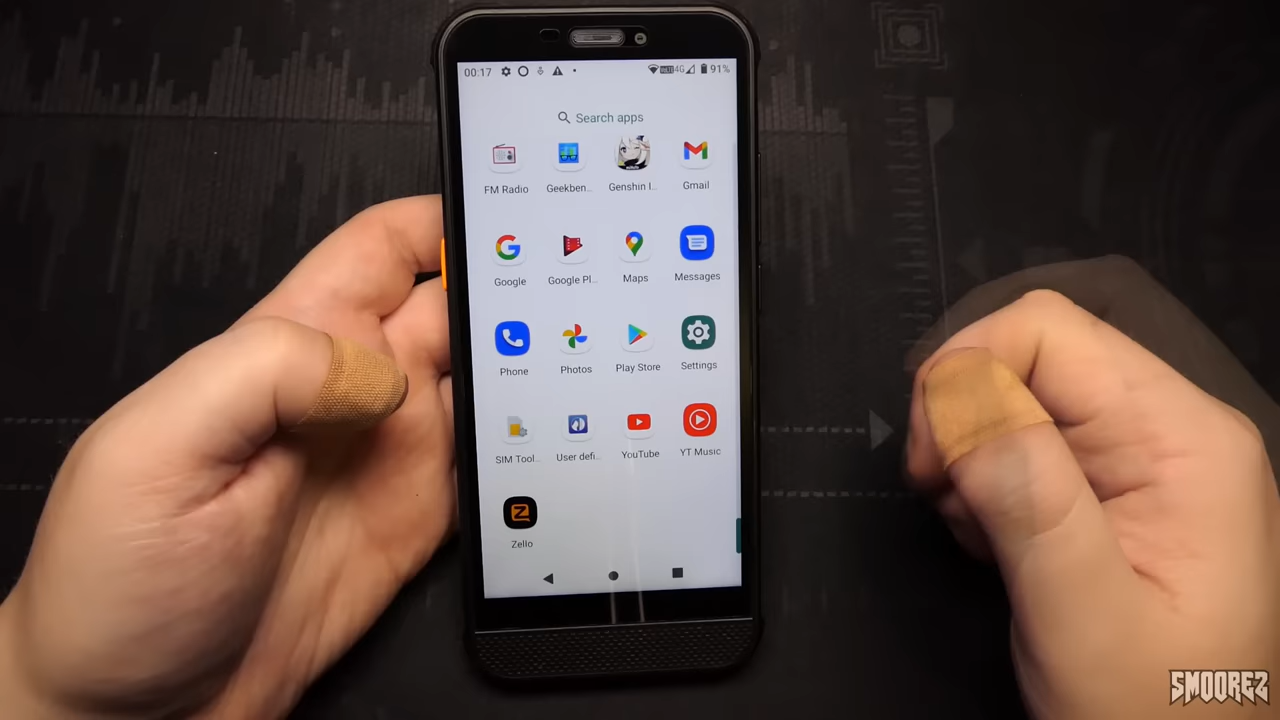 00:17
4G
91%
Search apps
FM Radio
Geekben..
Genshin I..
Gmail
Google
Google Pl..
Maps
Messages
Phone
Photos
Play Store
Settings
SIM Tool..
User defi..
YouTube
YT Music
Zello
SMOOREZ